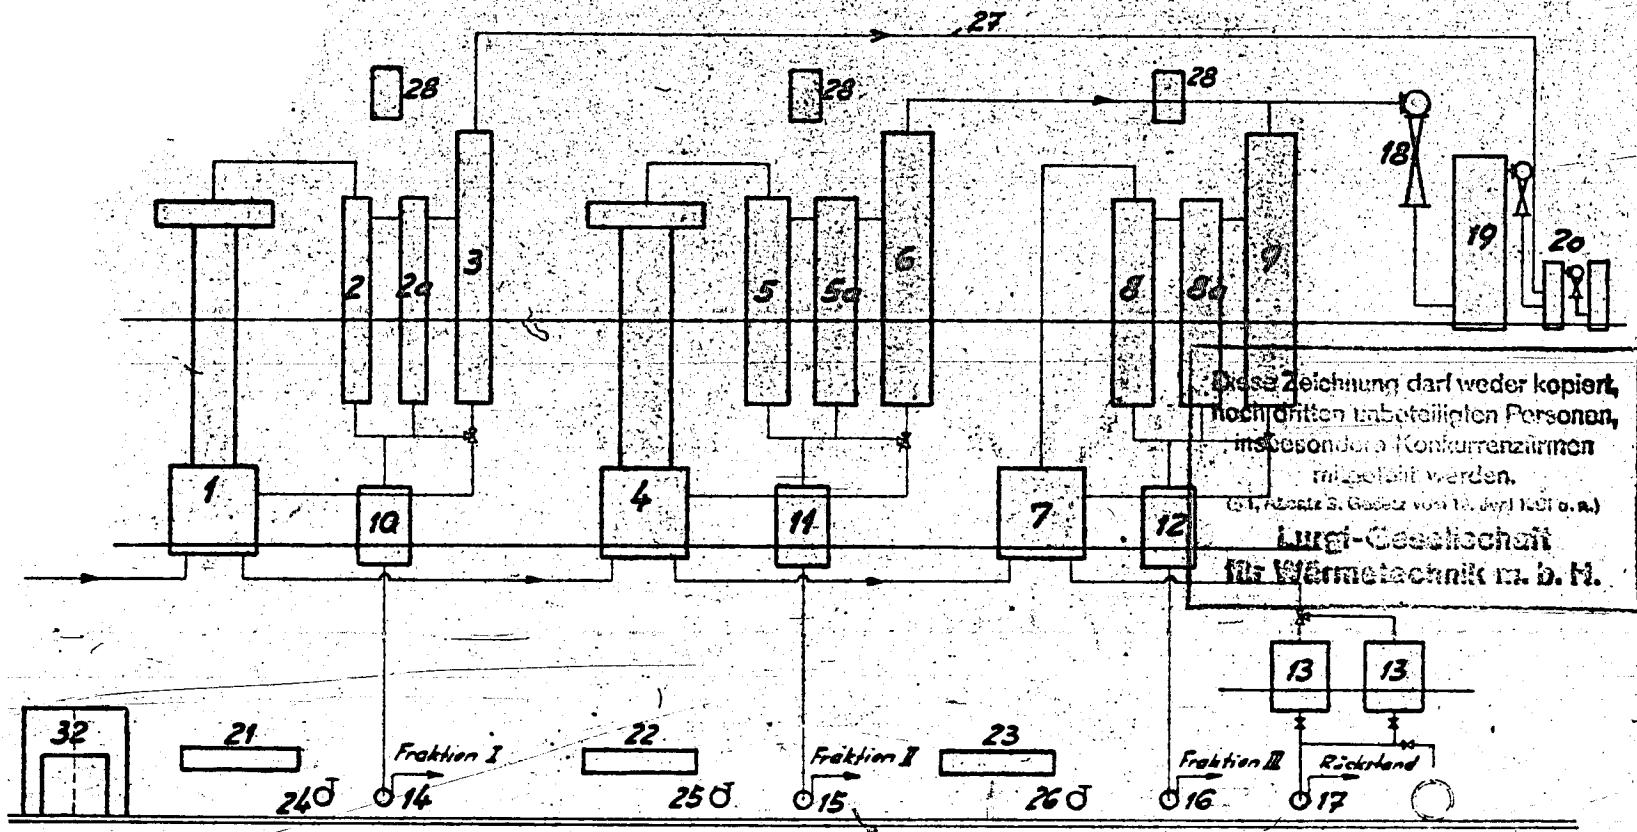 27
28
28
28
18
19
20
2
2a
3
5
5a
6
8
8a
9
Diese Zeichnung darf weder kopiert,
noch dritten unbeteiligten Personen,
insbesondere Konkurrenzfirmen
mitgeteilt werden.
Lurgi-Gesellschaft
für Wärmetechnik m. b. H.
1
10
4
11
7
12
13
13
32
21
Fraktion I
22
Fraktion II
23
Fraktion III
Rückstand
24
14
25
15
26
16
17